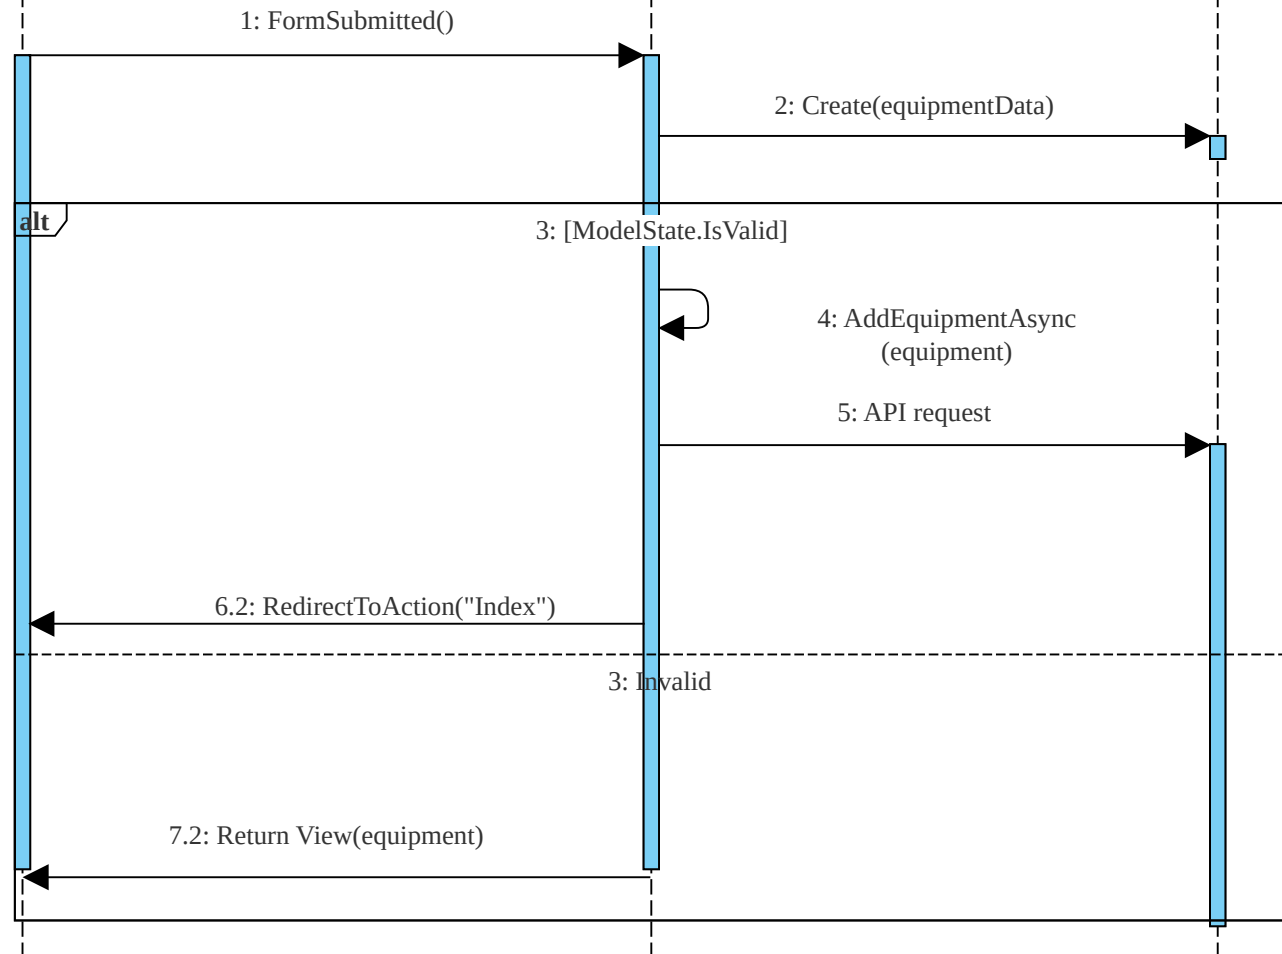 1: FormSubmitted()
2: Create(equipmentData)
alt
3: [ModelState.IsValid]
4: AddEquipmentAsync
(equipment)
5: API request
6.2: RedirectToAction("Index")
3: Invalid
7.2: Return View(equipment)